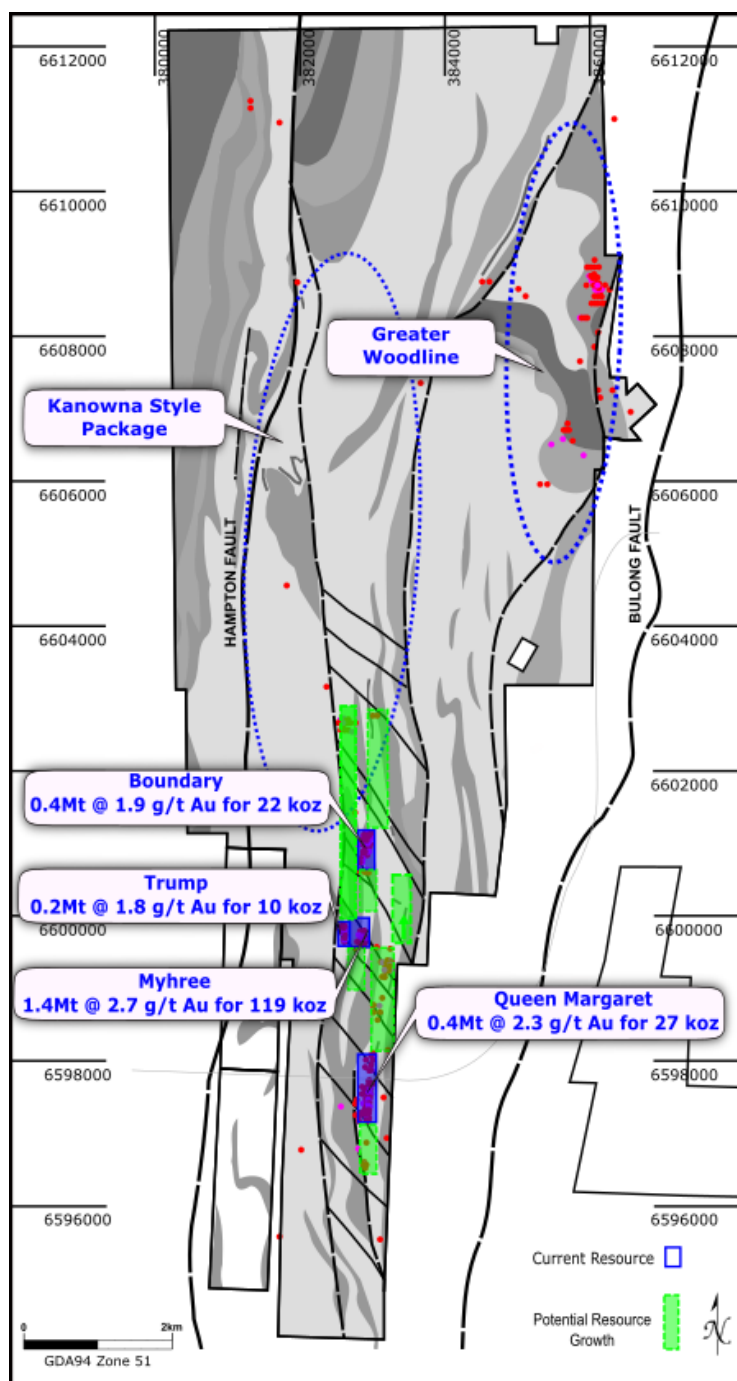 380000
382000
384000
386000
6612000
6612000
6610000
6610000
6608000
6608000
Greater
Woodline
Kanowna Style
Package
6606000
6606000
HAMPTON FAULT
BULONG FAULT
6604000
6604000
6602000
Boundary
0.4Mt @ 1.9 g/t Au for 22 koz
Trump
0.2Mt @ 1.8 g/t Au for 10 koz
6600000
6600000
Myhree
1.4Mt @ 2.7 g/t Au for 119 koz
Queen Margaret
0.4Mt @ 2.3 g/t Au for 27 koz
6598000
6598000
6596000
6596000
Current Resource
Potential Resource
Growth
N
0
2km
GDA94 Zone 51